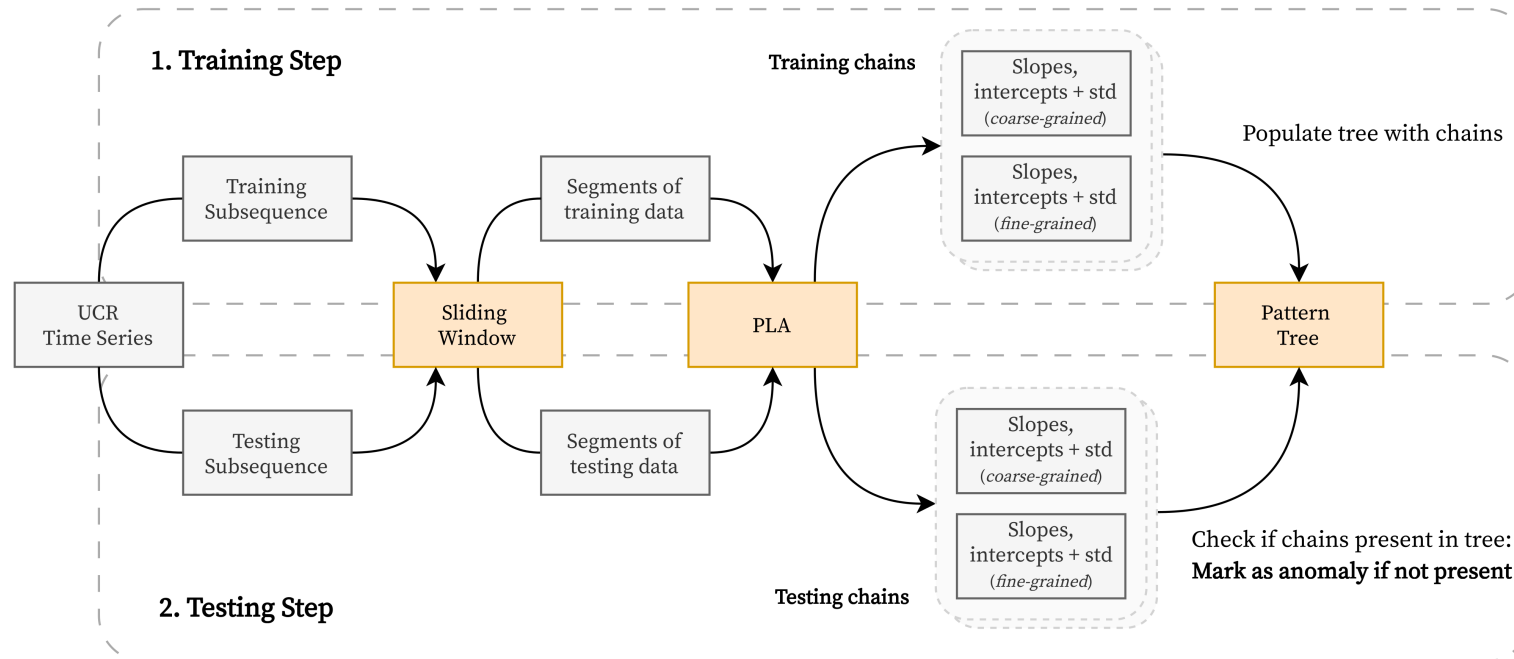 1. Training Step
Training chains
Slopes,
intercepts + std
(coarse-grained)
Slopes,
intercepts + std
(fine-grained)
Populate tree with chains
Training
Subsequence
Segments of
training data
UCR
Time Series
Sliding
Window
PLA
Pattern
Tree
Testing
Subsequence
Segments of
testing data
Slopes,
intercepts + std
(coarse-grained)
Slopes,
intercepts + std
(fine-grained)
Check if chains present in tree:
Mark as anomaly if not present
Testing chains
2. Testing Step